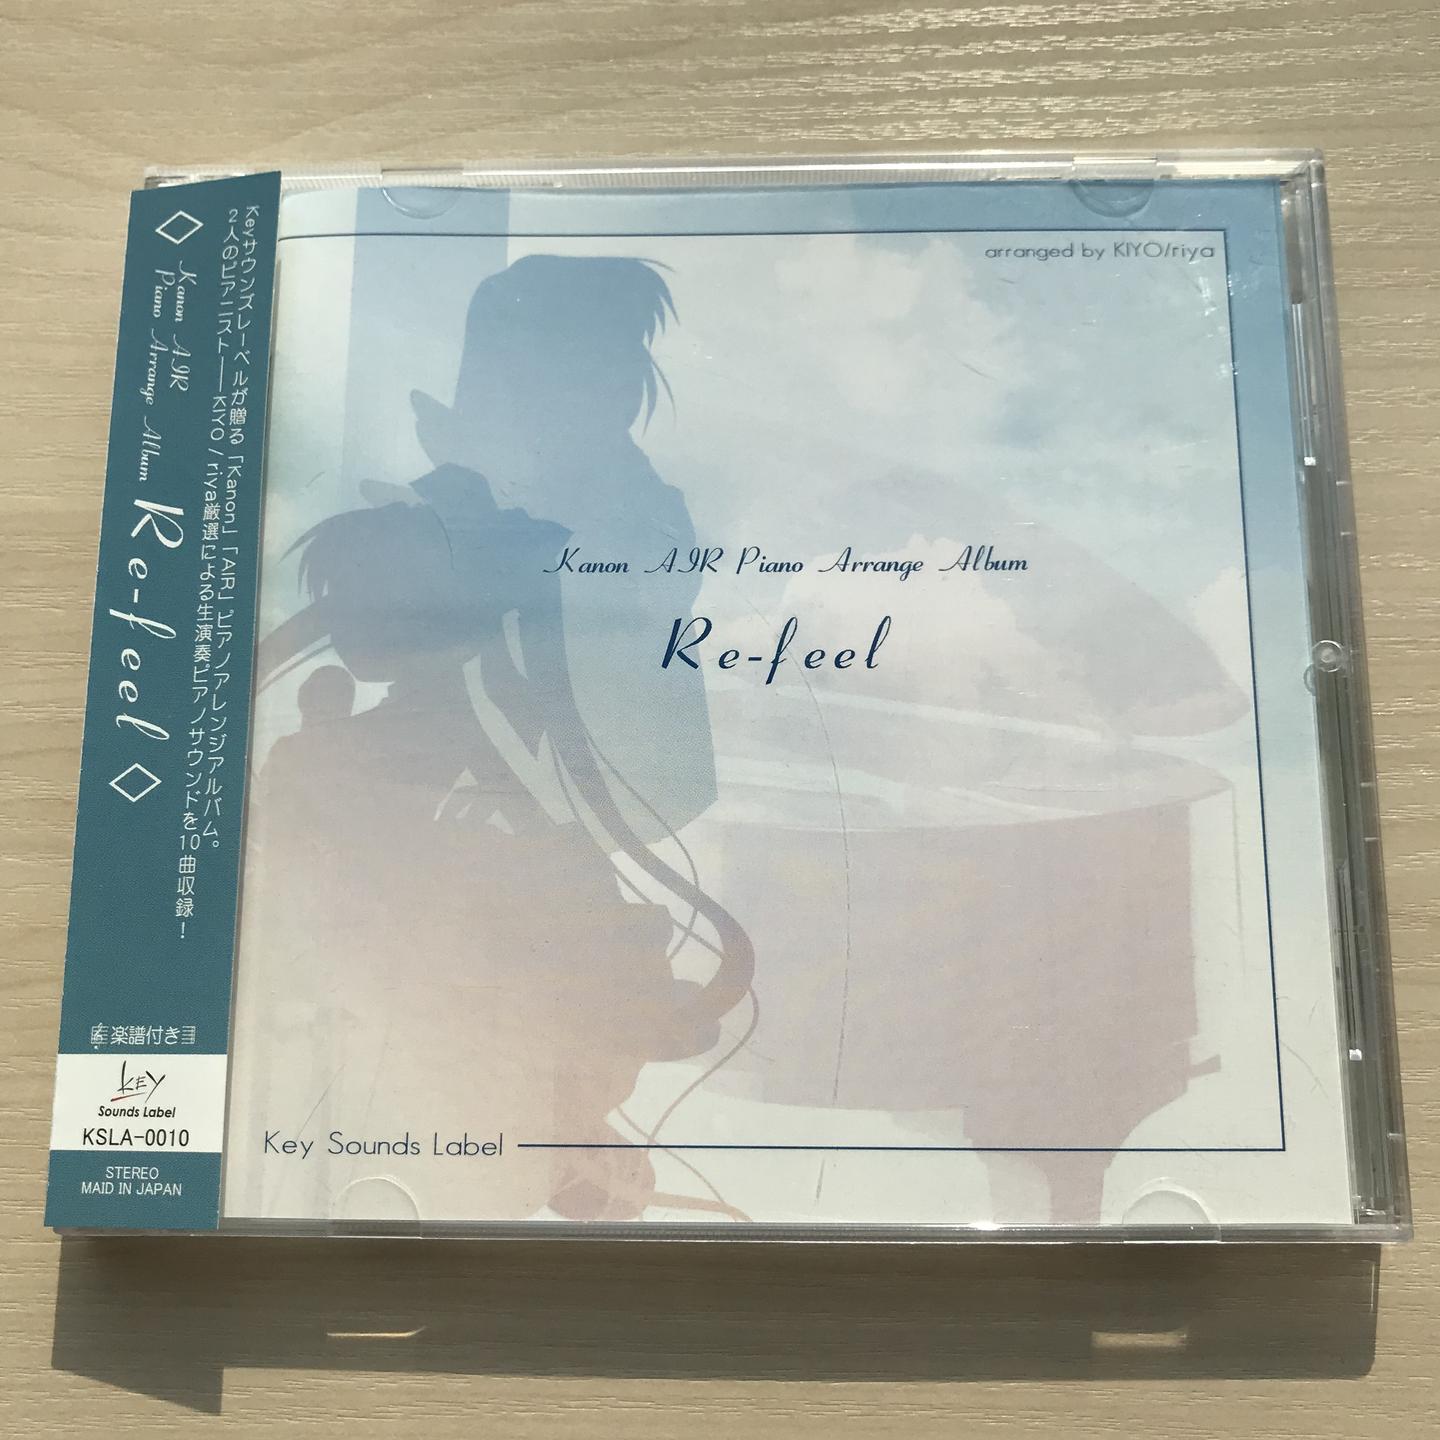 Keyサウンズレーベルが贈る「Kanon」「AIR」ピアノアレンジアルバム。
2人のピアニスト――KIYO / riya厳選による生演奏ピアノサウンドを10曲収録！
Kanon AIR
Piano Arrange Album
Re-feel
楽譜付き
KEY
Sounds Label
KSLA-0010
STEREO
MAID IN JAPAN
arranged by KIYO/riya
Kanon AIR Piano Arrange Album
Re-feel
Key Sounds Label